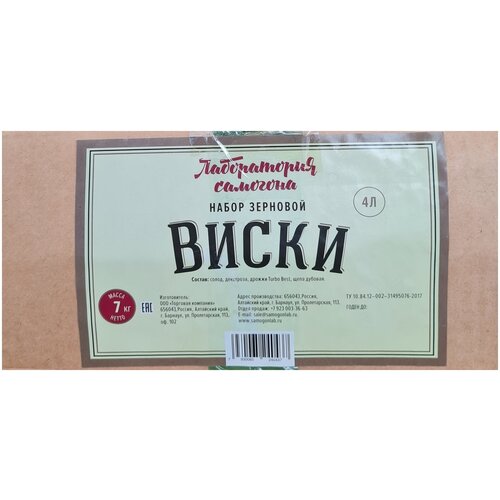 Лаборатория
самогона
НАБОР ЗЕРНОВОЙ
4Л
ВИСКИ
Состав: солод, декстроза, дрожжи Turbo Best, щепа дубовая.
МАССА
7 КГ
НЕТТО
EAC
Изготовитель:
ООО «Торговая компания»
656043,Россия, Алтайский край,
г. Барнаул, ул. Пролетарская, 113,
оф. 102
Адрес производства: 656043,Россия,
Алтайский край, г. Барнаул, ул. Пролетарская, 113,
Отдел продаж: +7 923 003-36-63
E-mail : sale@samogonlab.ru
www.samogonlab.ru
ТУ 10.84.12-002-31495076-2017
ГОДЕН ДО: